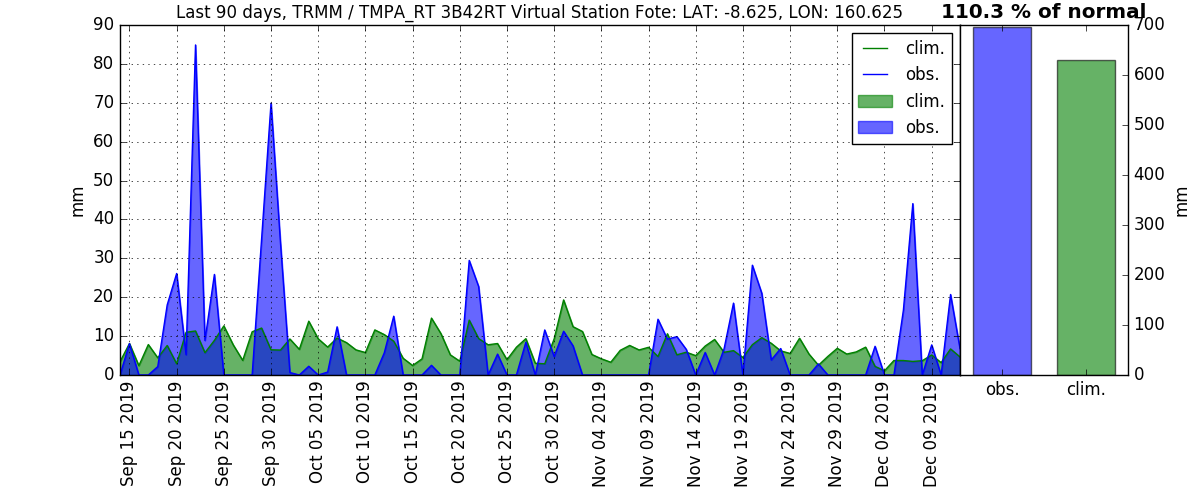 Last 90 days, TRMM / TMPA_RT 3B42RT Virtual Station Fote: LAT: -8.625, LON: 160.625
110.3 % of normal
90
80
70
60
50
40
30
20
10
0
mm
clim.
obs.
clim.
obs.
Sep 15 2019
Sep 20 2019
Sep 25 2019
Sep 30 2019
Oct 05 2019
Oct 10 2019
Oct 15 2019
Oct 20 2019
Oct 25 2019
Oct 30 2019
Nov 04 2019
Nov 09 2019
Nov 14 2019
Nov 19 2019
Nov 24 2019
Nov 29 2019
Dec 04 2019
Dec 09 2019
700
600
500
400
300
200
100
0
mm
obs.
clim.